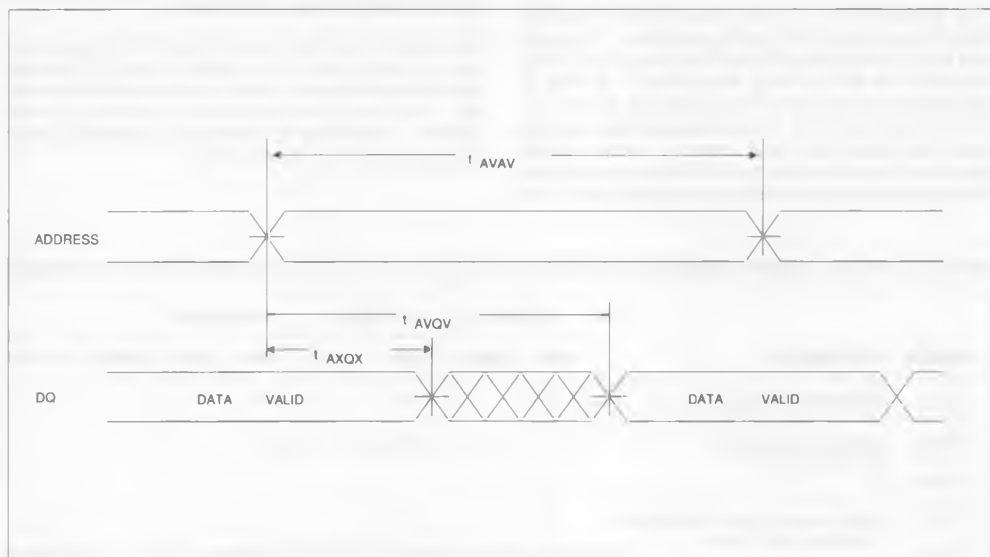 t AVAV
ADDRESS
t AVQV
t AXQX
DQ
DATA VALID
DATA VALID